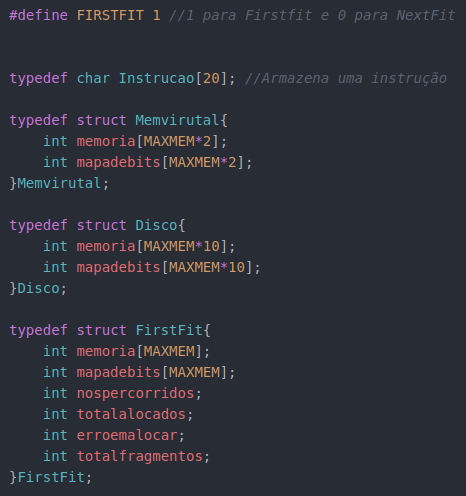 #define FIRSTFIT 1 //1 para Firstfit e 0 para NextFit
typedef char Instrucao[20]; //Armazena uma instrução
typedef struct Memvirutal{
    int memoria[MAXMEM*2];
    int mapadebits[MAXMEM*2];
}Memvirutal;
typedef struct Disco{
    int memoria[MAXMEM*10];
    int mapadebits[MAXMEM*10];
}Disco;
typedef struct FirstFit{
    int memoria[MAXMEM];
    int mapadebits[MAXMEM];
    int nospercorridos;
    int totalalocados;
    int erroemalocar;
    int totalfragmentos;
}FirstFit;